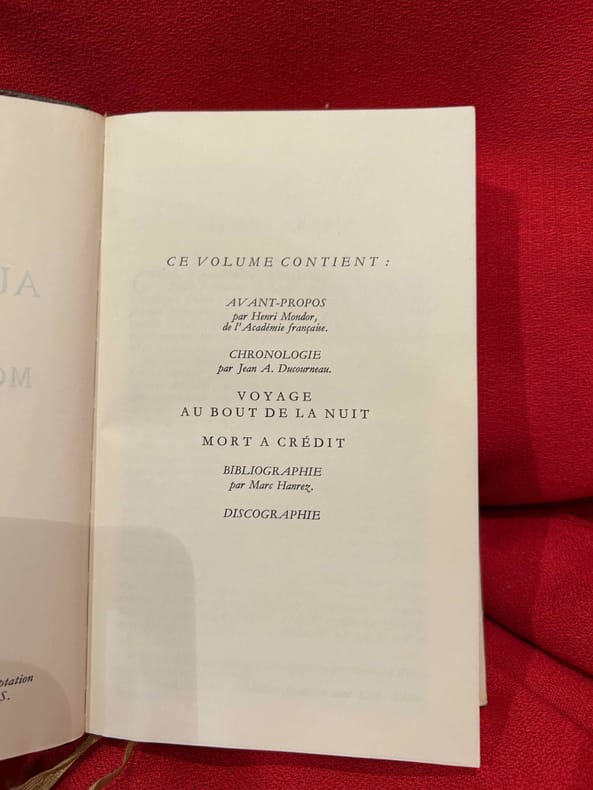 CE VOLUME CONTIENT :
AVANT-PROPOS
par Henri Mondor,
de l'Académie française.
CHRONOLOGIE
par Jean A. Ducourneau.
VOYAGE
AU BOUT DE LA NUIT
MORT A CRÉDIT
BIBLIOGRAPHIE
par Marc Hanrez.
DISCOGRAPHIE
S.